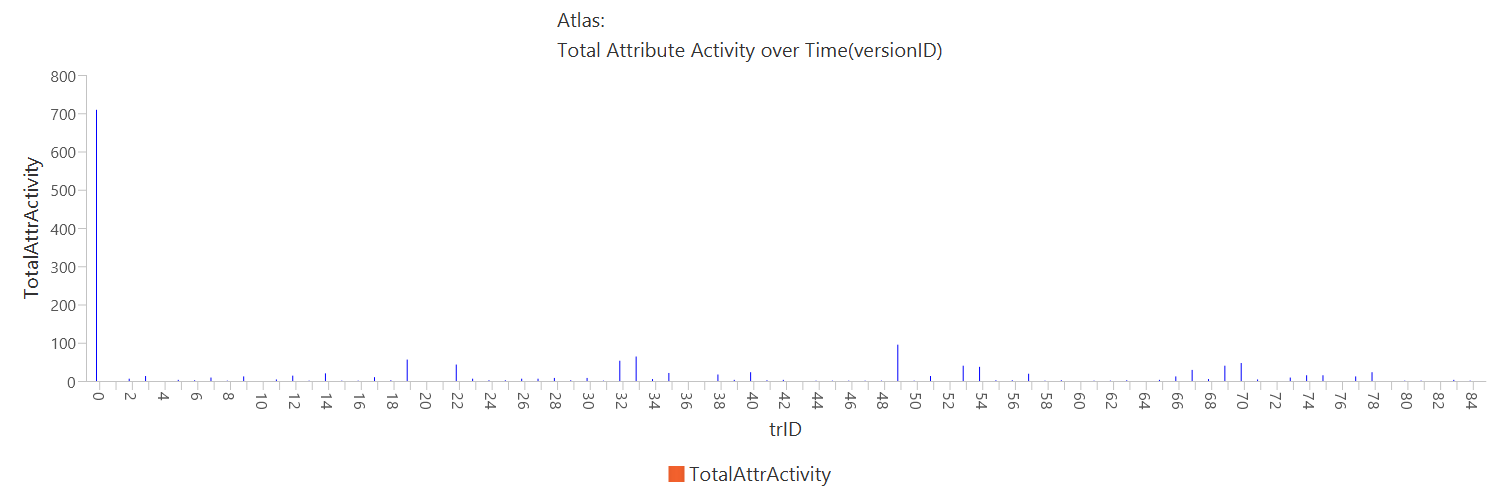 Atlas:
Total Attribute Activity over Time(versionID)
800
700
600
500
400
300
200
100
0
TotalAttrActivity
0 2 4 6 8 10 12 14 16 18 20 22 24 26 28 30 32 34 36 38 40 42 44 46 48 50 52 54 56 58 60 62 64 66 68 70 72 74 76 78 80 82 84
trID
TotalAttrActivity